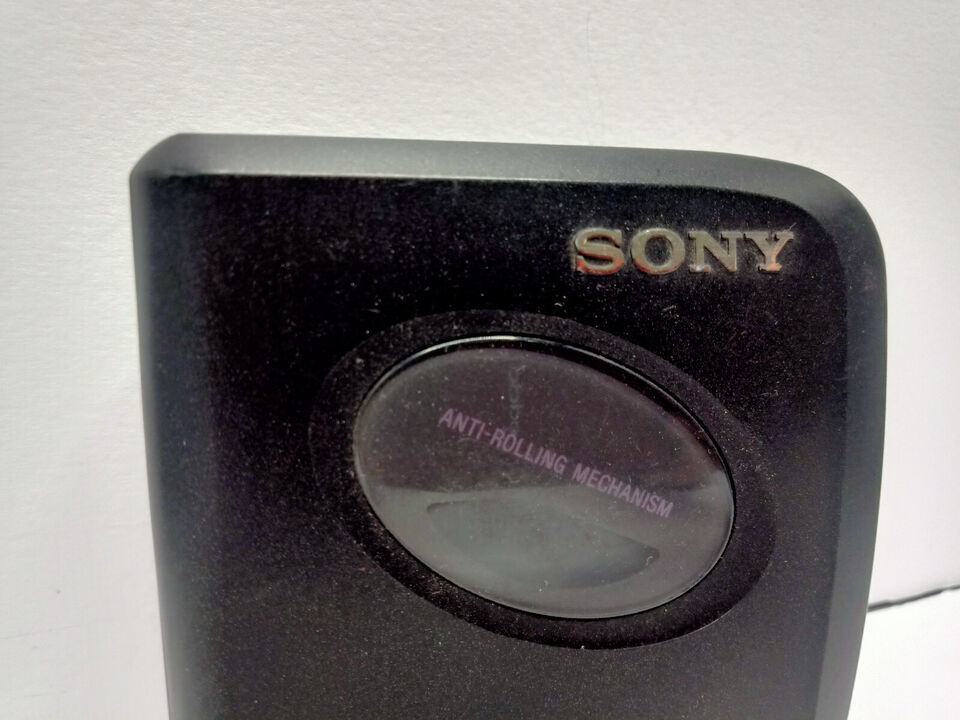 SONY
ANTI-ROLLING MECHANISM